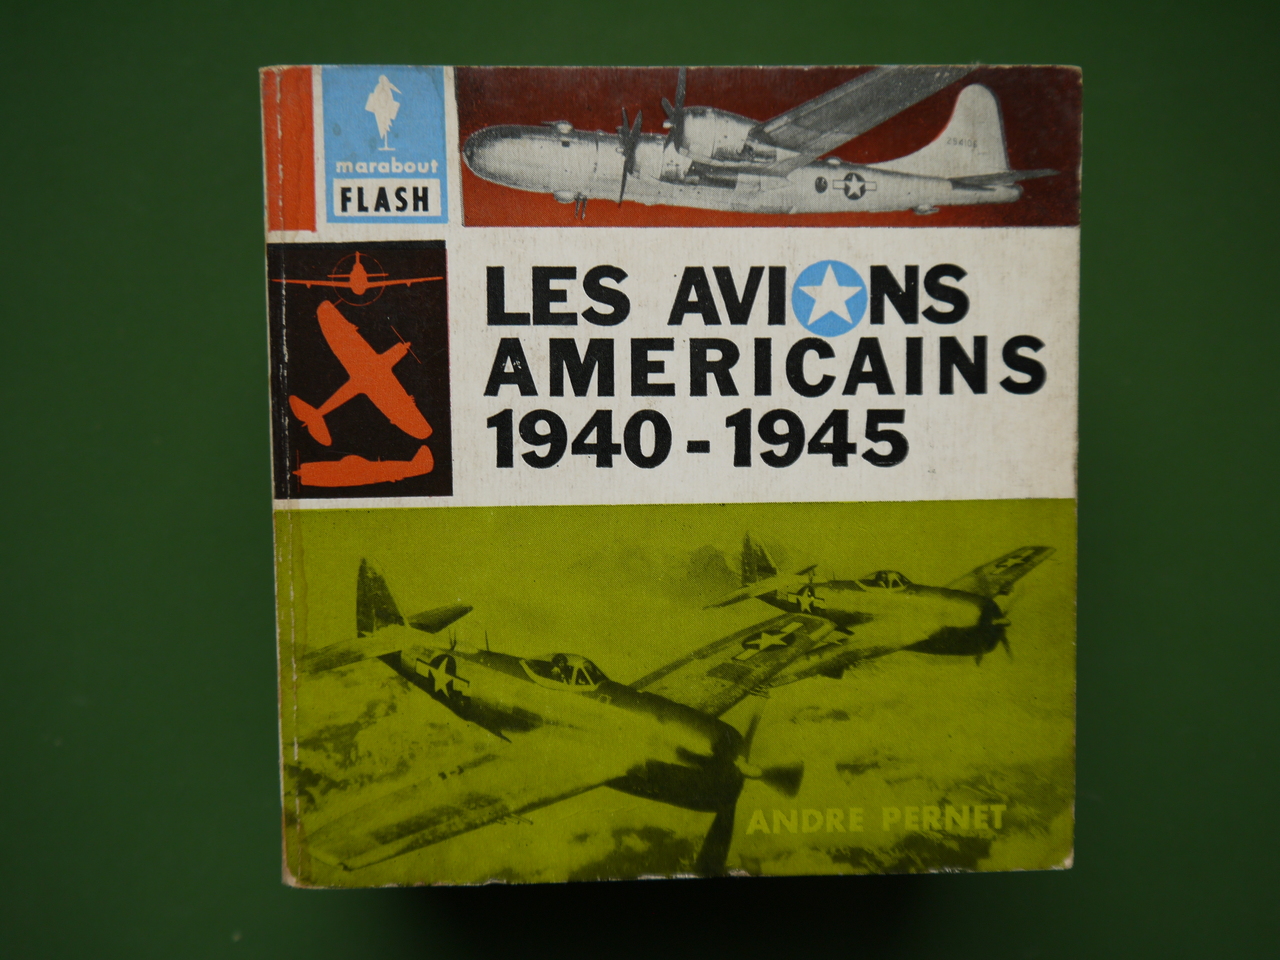 marabout
FLASH
LES AVIONS
AMERICAINS
1940-1945
ANDRE PERNET